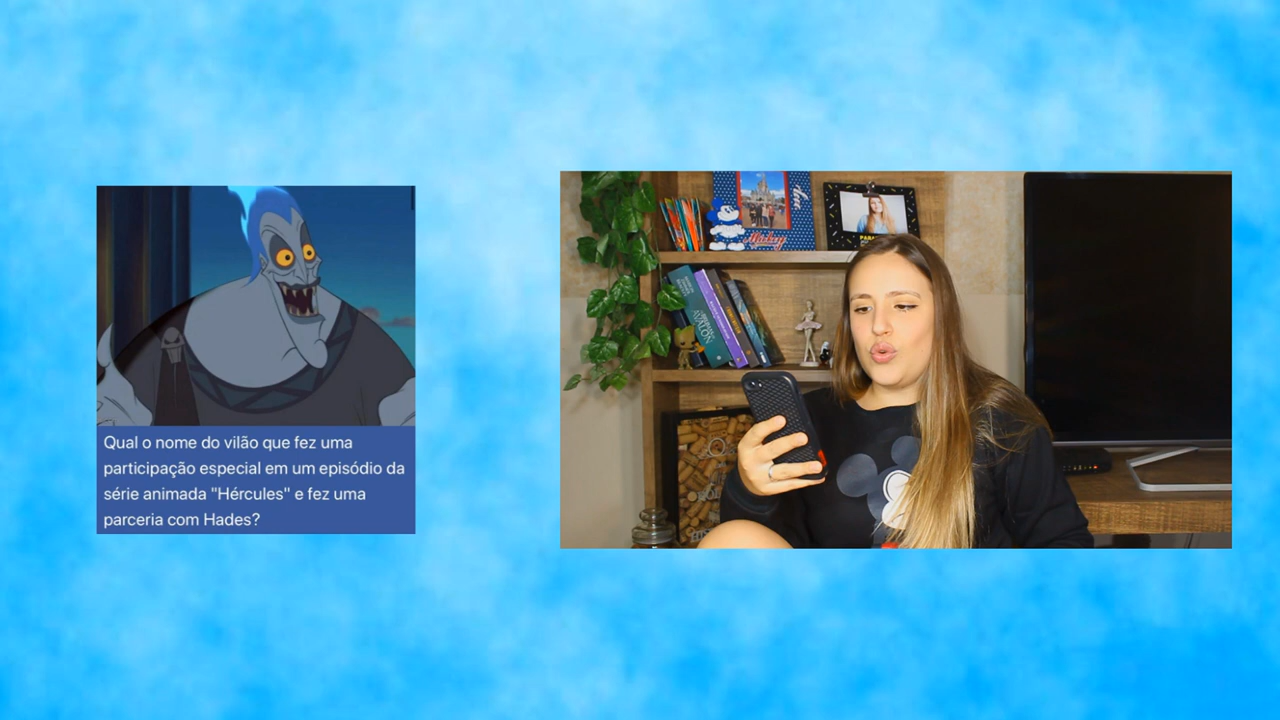 Qual o nome do vilão que fez uma
participação especial em um episódio da
série animada "Hércules" e fez uma
parceria com Hades?
AVALON